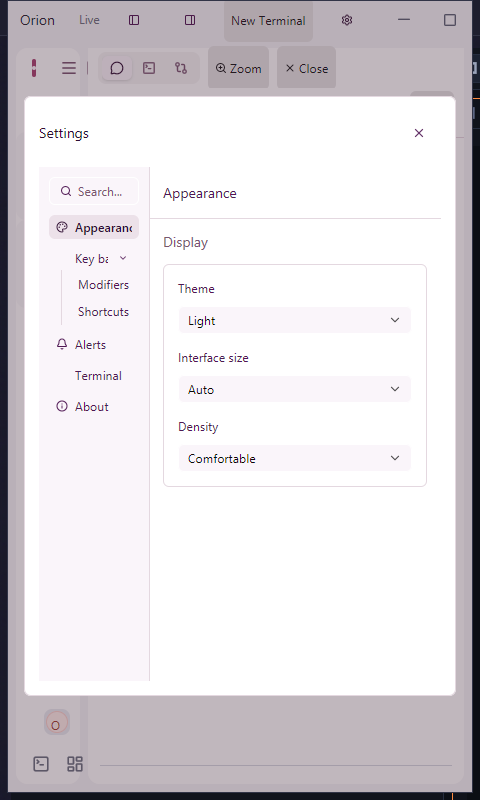 Orion
Live
New Terminal
Zoom
Close
Settings
Search...
Appearance
Appearanc
Key ba
Modifiers
Shortcuts
Alerts
Terminal
About
Display
Theme
Light
Interface size
Auto
Density
Comfortable
O